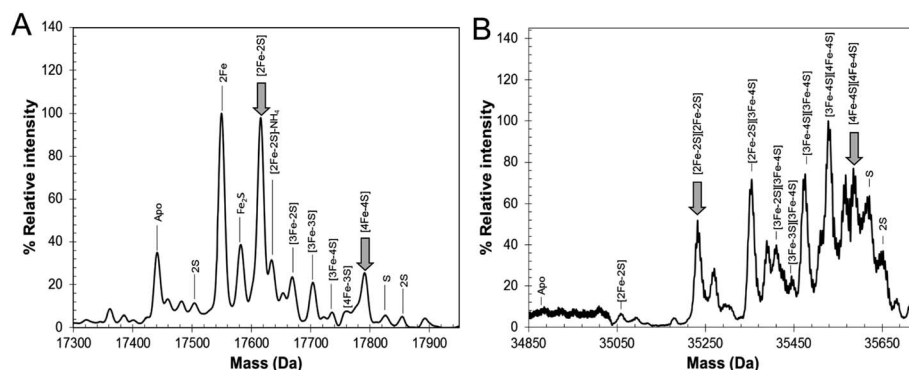 A
% Relative intensity
140
120
100
80
60
40
20
0
Apo
2S
2Fe
Fe₂S
[2Fe-2S]
[2Fe-2S]-NH₄
[3Fe-2S]
[3Fe-3S]
[3Fe-4S]
[4Fe-3S]
[4Fe-4S]
S
2S
17300 17400 17500 17600 17700 17800 17900
Mass (Da)
B
% Relative intensity
140
120
100
80
60
40
20
0
Apo
[2Fe-2S]
[2Fe-2S][2Fe-2S]
[2Fe-2S][3Fe-4S]
[3Fe-2S][3Fe-4S]
[3Fe-3S][3Fe-4S]
[3Fe-4S][3Fe-4S]
[3Fe-4S][4Fe-4S]
[4Fe-4S][4Fe-4S]
S
2S
34850 35050 35250 35450 35650
Mass (Da)